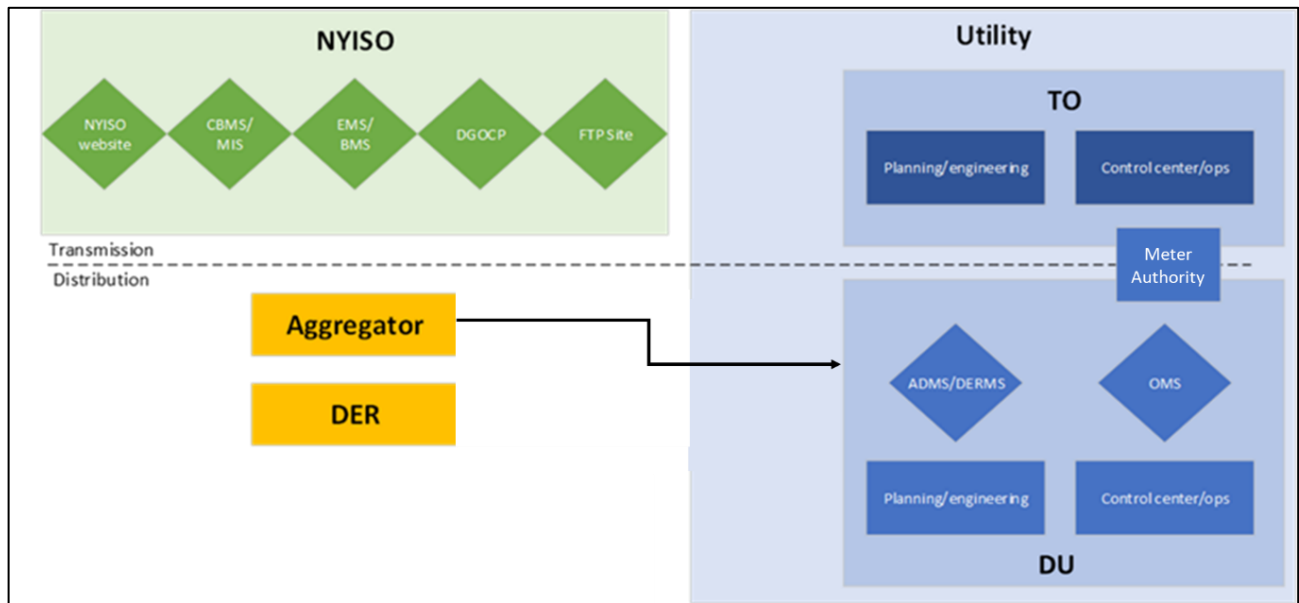 NYISO
NYISO
website
CBMS/
MIS
EMS/
BMS
DGOCP
FTP Site
Transmission
Distribution
Aggregator
DER
Utility
TO
Planning/engineering
Control center/ops
Meter
Authority
ADMS/DERMS
OMS
Planning/engineering
Control center/ops
DU